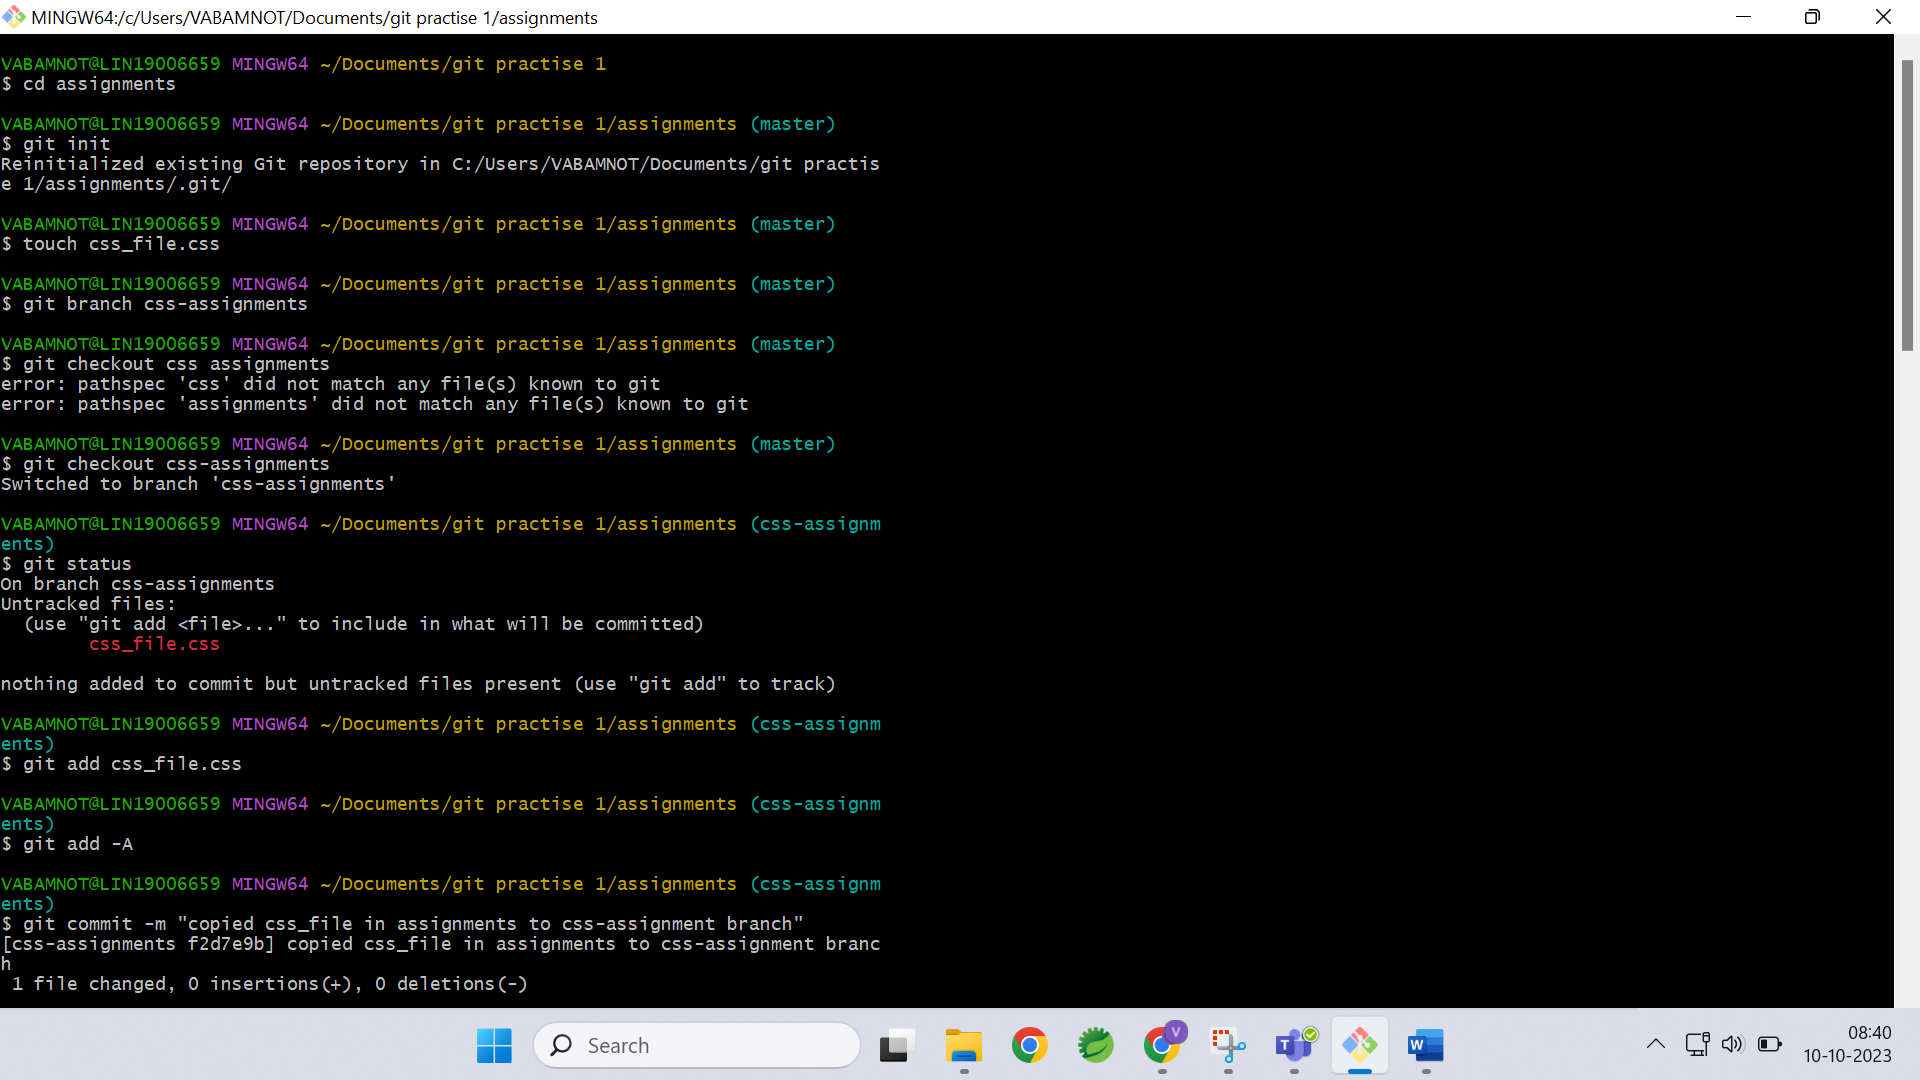 MINGW64:/c/Users/VABAMNOT/Documents/git practise 1/assignments
VABAMNOT@LIN19006659 MINGW64 ~/Documents/git practise 1
$ cd assignments
VABAMNOT@LIN19006659 MINGW64 ~/Documents/git practise 1/assignments (master)
$ git init
Reinitialized existing Git repository in C:/Users/VABAMNOT/Documents/git practis
e 1/assignments/.git/
VABAMNOT@LIN19006659 MINGW64 ~/Documents/git practise 1/assignments (master)
$ touch css_file.css
VABAMNOT@LIN19006659 MINGW64 ~/Documents/git practise 1/assignments (master)
$ git branch css-assignments
VABAMNOT@LIN19006659 MINGW64 ~/Documents/git practise 1/assignments (master)
$ git checkout css assignments
error: pathspec 'css' did not match any file(s) known to git
error: pathspec 'assignments' did not match any file(s) known to git
VABAMNOT@LIN19006659 MINGW64 ~/Documents/git practise 1/assignments (master)
$ git checkout css-assignments
Switched to branch 'css-assignments'
VABAMNOT@LIN19006659 MINGW64 ~/Documents/git practise 1/assignments (css-assignm
ents)
$ git status
On branch css-assignments
Untracked files:
  (use "git add <file>..." to include in what will be committed)
        css_file.css
nothing added to commit but untracked files present (use "git add" to track)
VABAMNOT@LIN19006659 MINGW64 ~/Documents/git practise 1/assignments (css-assignm
ents)
$ git add css_file.css
VABAMNOT@LIN19006659 MINGW64 ~/Documents/git practise 1/assignments (css-assignm
ents)
$ git add -A
VABAMNOT@LIN19006659 MINGW64 ~/Documents/git practise 1/assignments (css-assignm
ents)
$ git commit -m "copied css_file in assignments to css-assignment branch"
[css-assignments f2d7e9b] copied css_file in assignments to css-assignment branc
h
 1 file changed, 0 insertions(+), 0 deletions(-)
Search
V
T
W
08:40
10-10-2023